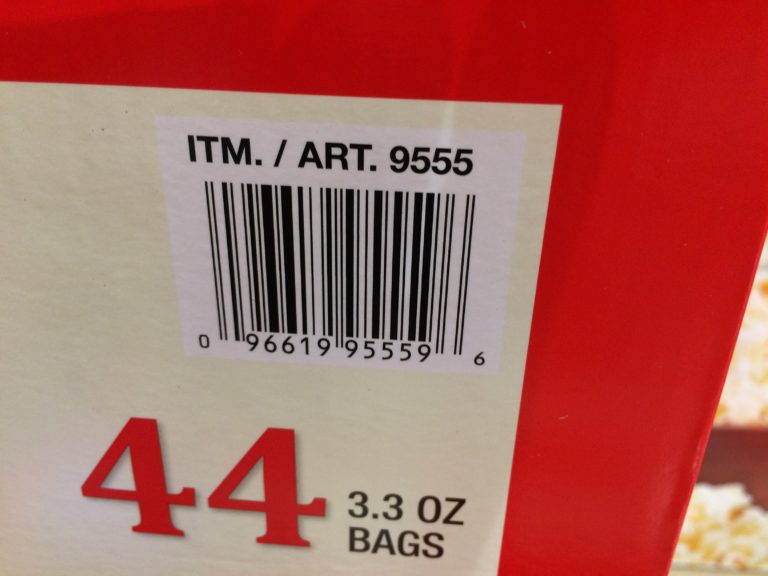 ITM. / ART. 9555
0 96619 95559 6
44 3.3 OZ
BAGS